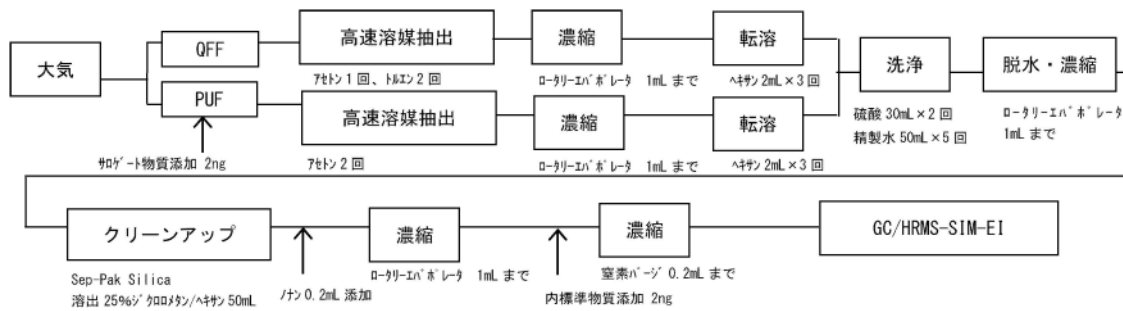 大気
QFF
高速溶媒抽出
ｱｾﾄﾝ 1 回、ﾄﾙｴﾝ 2 回
濃縮
ﾛｰﾀﾘｰｴﾊﾞﾎﾟﾚｰﾀ 1mL まで
転溶
ﾍｷｻﾝ 2mL×3 回
PUF
ｻﾛｹﾞｰﾄ物質添加 2ng
高速溶媒抽出
ｱｾﾄﾝ 2 回
濃縮
ﾛｰﾀﾘｰｴﾊﾞﾎﾟﾚｰﾀ 1mL まで
転溶
ﾍｷｻﾝ 2mL×3 回
洗浄
硫酸 30mL×2 回
精製水 50mL×5 回
脱水・濃縮
ﾛｰﾀﾘｰｴﾊﾞﾎﾟﾚｰﾀ
1mL まで
クリーンアップ
Sep-Pak Silica
溶出 25%ｼﾞｸﾛﾛﾒﾀﾝ/ﾍｷｻﾝ 50mL
ﾉﾅﾝ 0.2mL 添加
濃縮
ﾛｰﾀﾘｰｴﾊﾞﾎﾟﾚｰﾀ 1mL まで
内標準物質添加 2ng
濃縮
窒素ﾊﾟｰｼﾞ 0.2mL まで
GC/HRMS-SIM-EI